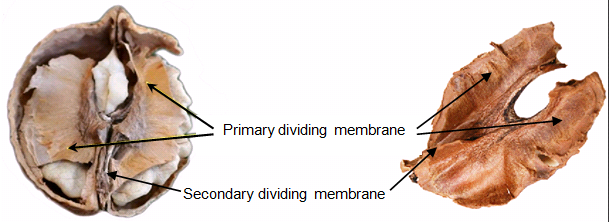 Primary dividing membrane
Secondary dividing membrane